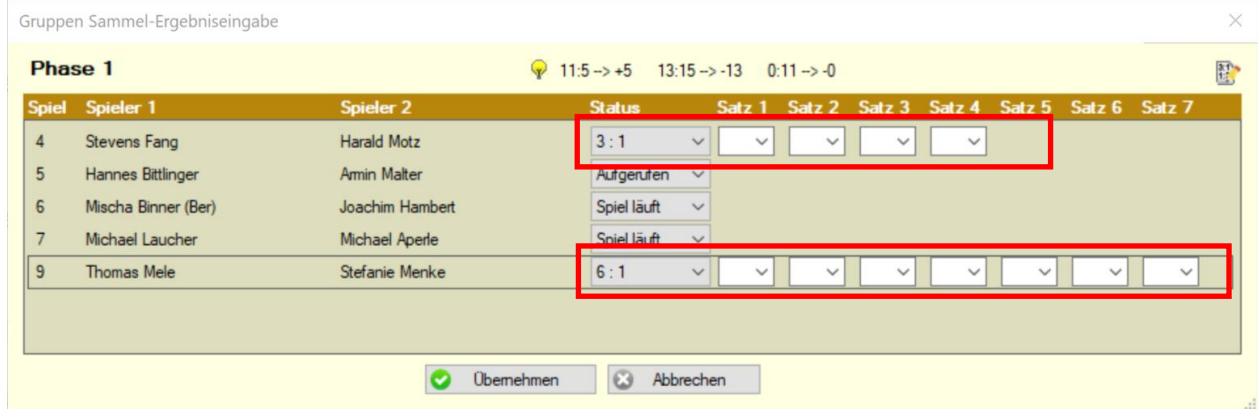 Gruppen Sammel-Ergebniseingabe
Phase 1 11:5 --> +5 13:15 --> -13 0:11 --> -0
Spiel Spieler 1 Spieler 2 Status Satz 1 Satz 2 Satz 3 Satz 4 Satz 5 Satz 6 Satz 7
4 Stevens Fang Harald Motz 3 : 1
5 Hannes Bittlinger Armin Malter Aufgerufen
6 Mischa Binner (Ber) Joachim Hambert Spiel läuft
7 Michael Laucher Michael Aperle Spiel läuft
9 Thomas Mele Stefanie Menke 6 : 1
Übernehmen Abbrechen